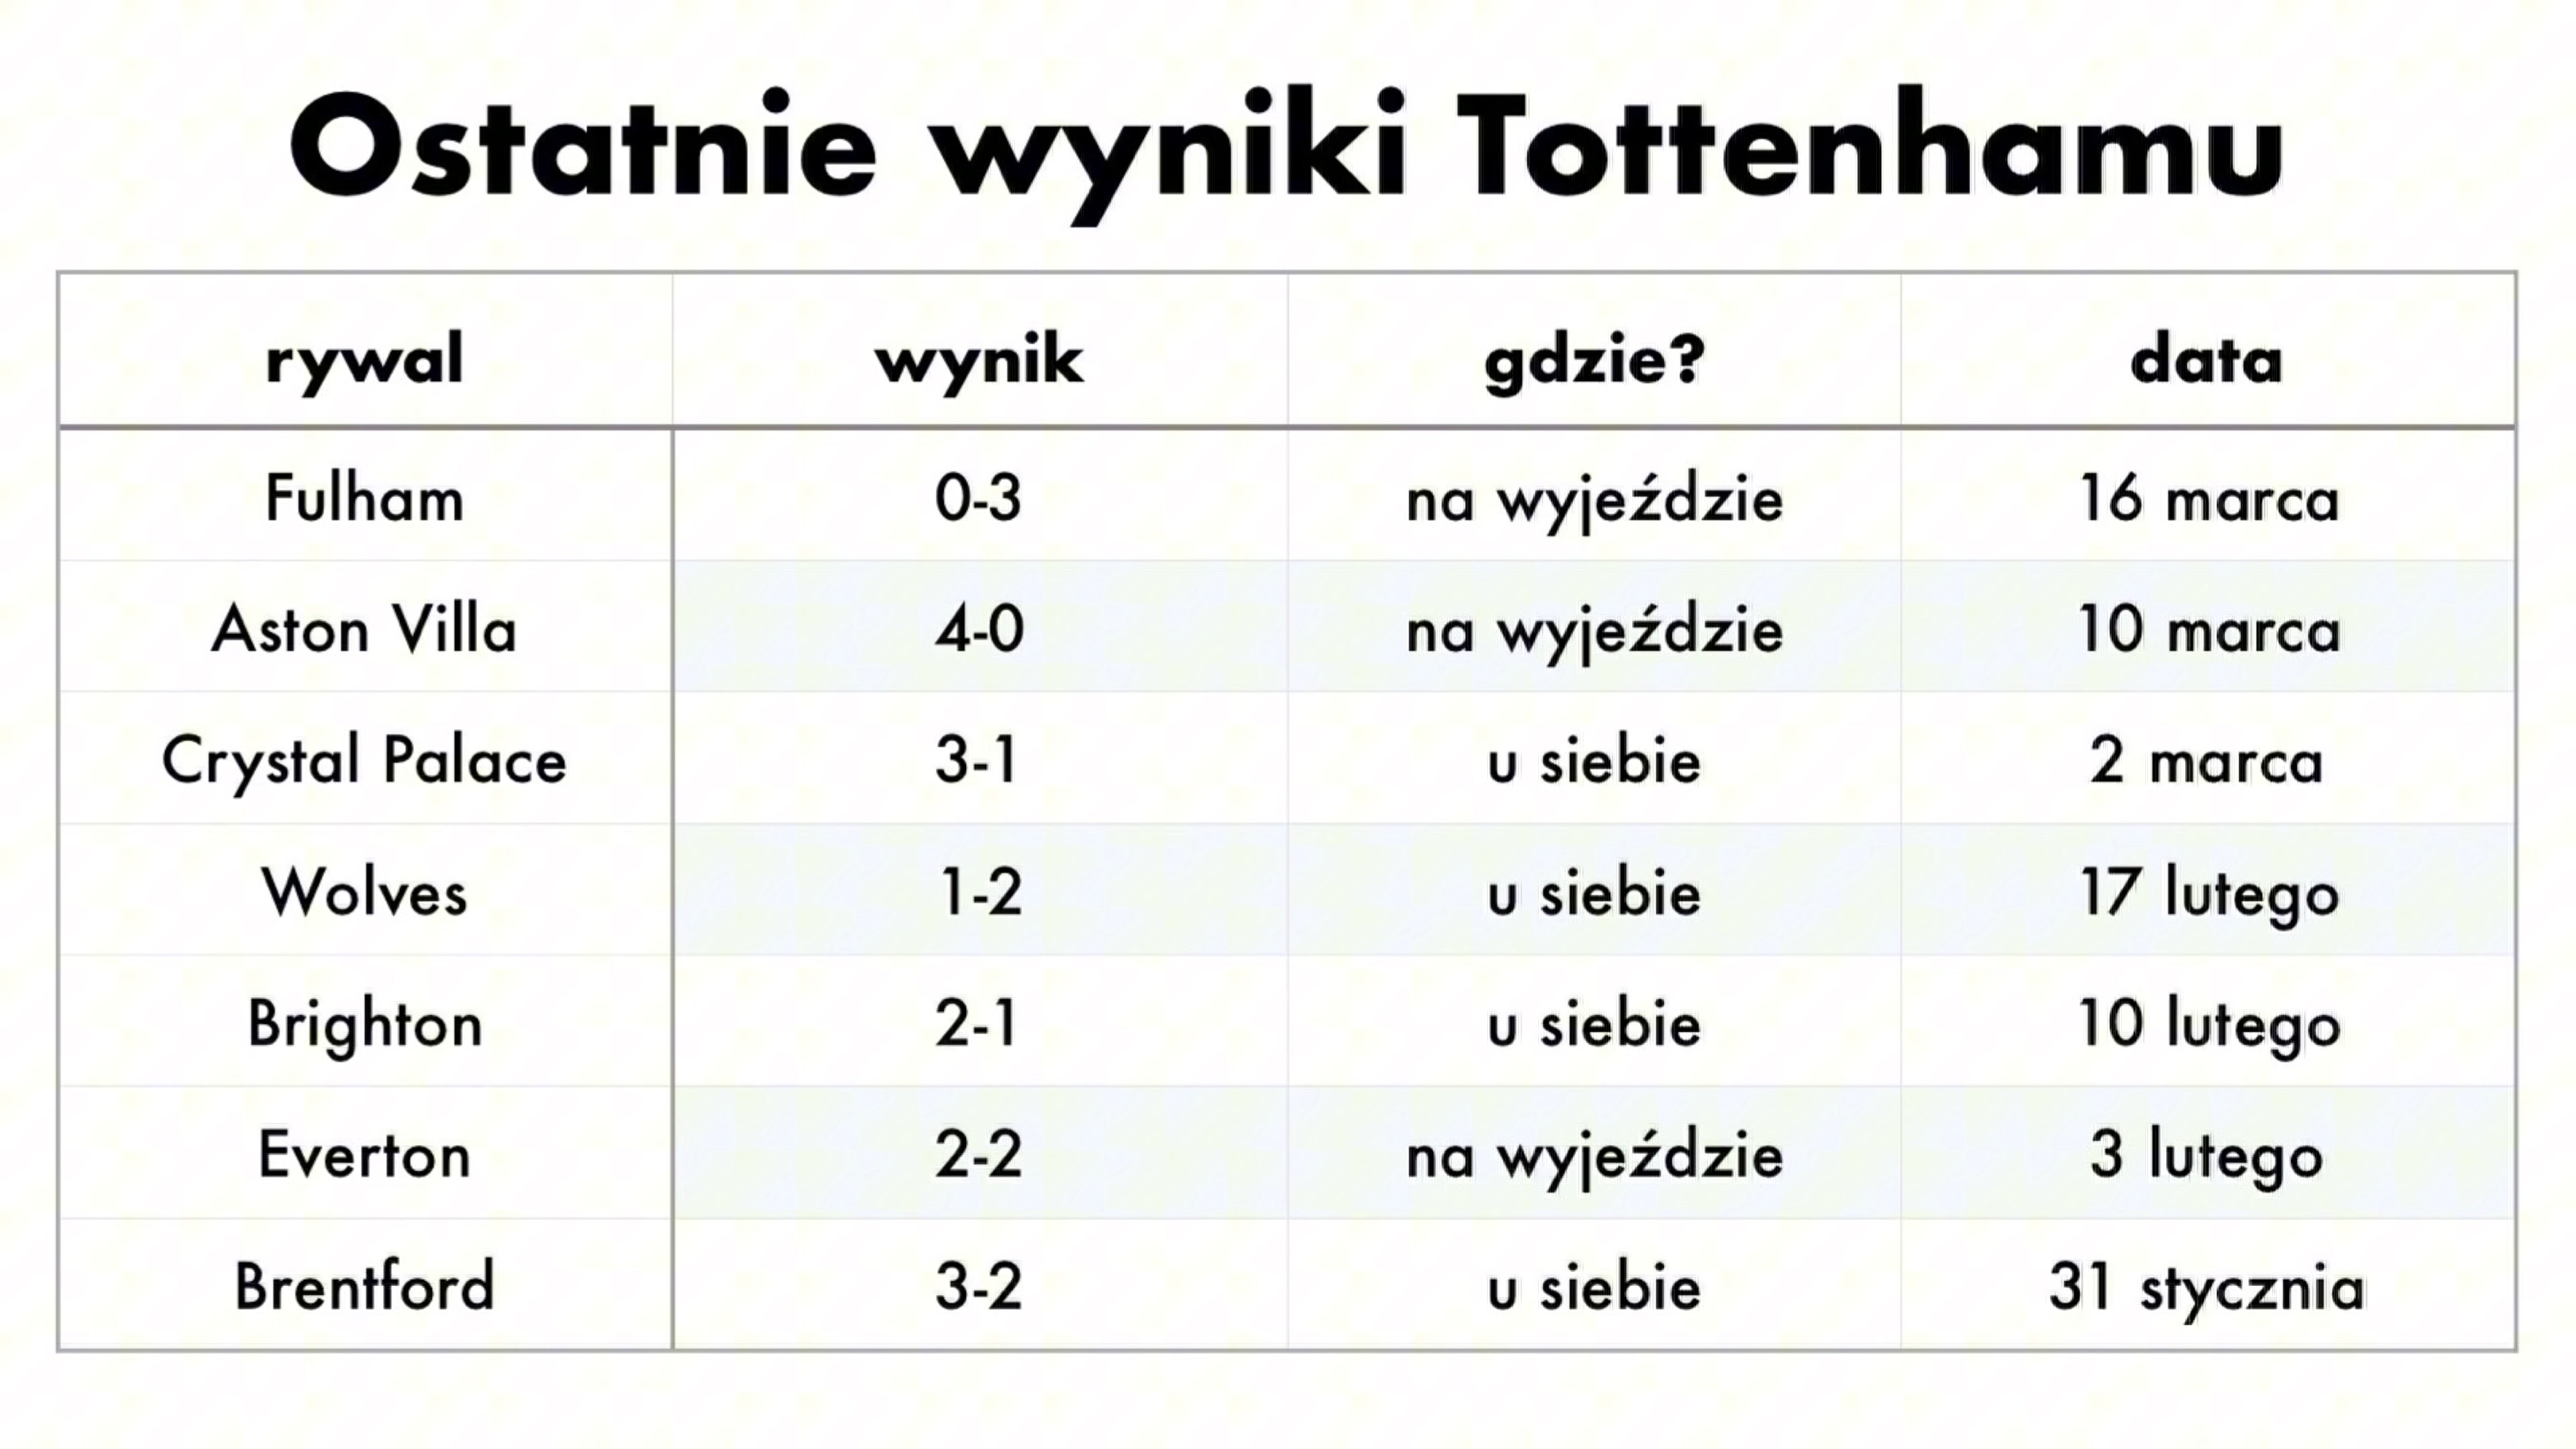 Ostatnie wyniki Tottenhamu
rywal wynik gdzie? data
Fulham 0-3 na wyjeździe 16 marca
Aston Villa 4-0 na wyjeździe 10 marca
Crystal Palace 3-1 u siebie 2 marca
Wolves 1-2 u siebie 17 lutego
Brighton 2-1 u siebie 10 lutego
Everton 2-2 na wyjeździe 3 lutego
Brentford 3-2 u siebie 31 stycznia